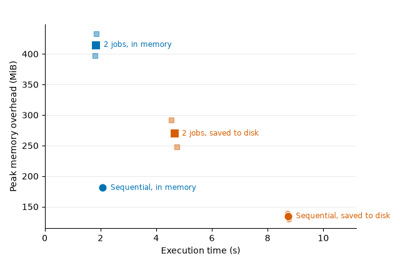 400
350
300
250
200
150
Peak memory overhead (MiB)
2 jobs, in memory
2 jobs, saved to disk
Sequential, in memory
Sequential, saved to disk
0
2
4
6
8
10
Execution time (s)